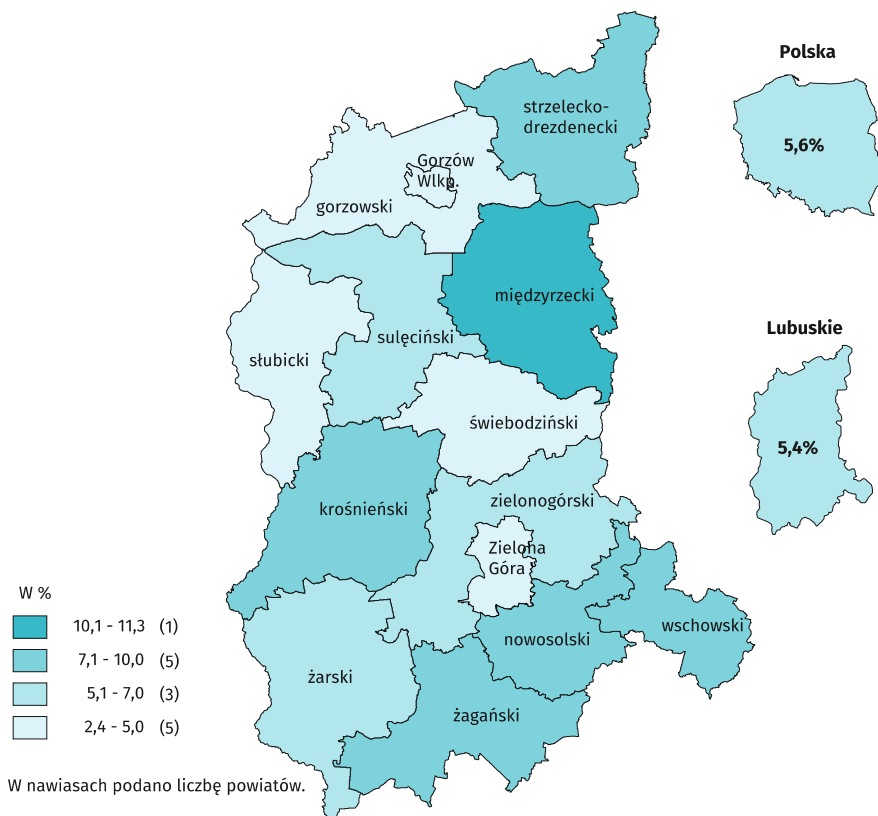 Polska
5,6%
strzelecko-
drezdenecki
Gorzów
Wlkp.
gorzowski
międzyrzecki
Lubuskie
5,4%
sulęciński
słubicki
świebodziński
zielonogórski
krośnieński
Zielona
Góra
wschowski
nowosolski
żarski
żagański
W %
10,1 - 11,3 (1)
7,1 - 10,0 (5)
5,1 - 7,0 (3)
2,4 - 5,0 (5)
W nawiasach podano liczbę powiatów.